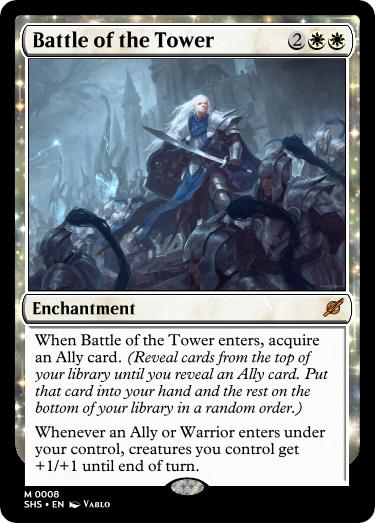 Battle of the Tower 2
Enchantment
When Battle of the Tower enters, acquire
an Ally card. (Reveal cards from the top of
your library until you reveal an Ally card. Put
that card into your hand and the rest on the
bottom of your library in a random order.)
Whenever an Ally or Warrior enters under
your control, creatures you control get
+1/+1 until end of turn.
M 0008
SHS • EN VABLO